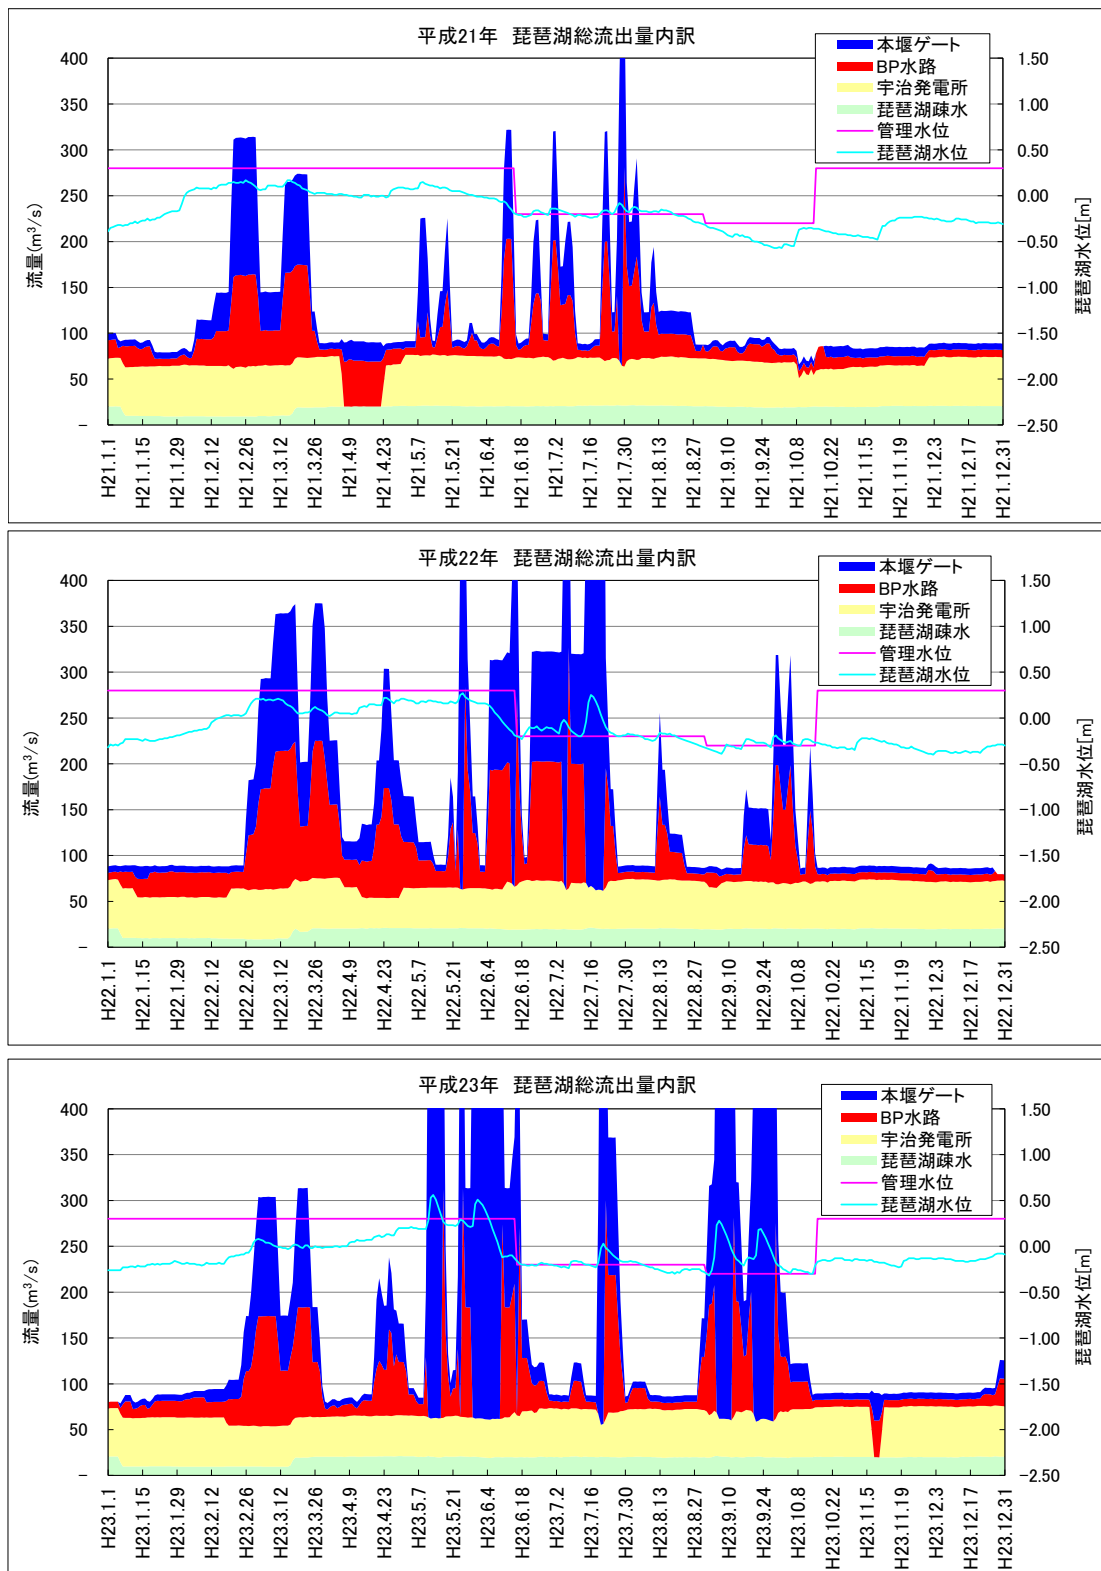 平成21年 琵琶湖総流出量内訳
本堰ゲート
BP水路
宇治発電所
琵琶湖疎水
管理水位
琵琶湖水位
流量(m³/s)
400
350
300
250
200
150
100
50
－
琵琶湖水位[m]
1.50
1.00
0.50
0.00
−0.50
−1.00
−1.50
−2.00
−2.50
H21.1.1
H21.1.15
H21.1.29
H21.2.12
H21.2.26
H21.3.12
H21.3.26
H21.4.9
H21.4.23
H21.5.7
H21.5.21
H21.6.4
H21.6.18
H21.7.2
H21.7.16
H21.7.30
H21.8.13
H21.8.27
H21.9.10
H21.9.24
H21.10.8
H21.10.22
H21.11.5
H21.11.19
H21.12.3
H21.12.17
H21.12.31
平成22年 琵琶湖総流出量内訳
本堰ゲート
BP水路
宇治発電所
琵琶湖疎水
管理水位
琵琶湖水位
流量(m³/s)
400
350
300
250
200
150
100
50
－
琵琶湖水位[m]
1.50
1.00
0.50
0.00
−0.50
−1.00
−1.50
−2.00
−2.50
H22.1.1
H22.1.15
H22.1.29
H22.2.12
H22.2.26
H22.3.12
H22.3.26
H22.4.9
H22.4.23
H22.5.7
H22.5.21
H22.6.4
H22.6.18
H22.7.2
H22.7.16
H22.7.30
H22.8.13
H22.8.27
H22.9.10
H22.9.24
H22.10.8
H22.10.22
H22.11.5
H22.11.19
H22.12.3
H22.12.17
H22.12.31
平成23年 琵琶湖総流出量内訳
本堰ゲート
BP水路
宇治発電所
琵琶湖疎水
管理水位
琵琶湖水位
流量(m³/s)
400
350
300
250
200
150
100
50
－
琵琶湖水位[m]
1.50
1.00
0.50
0.00
−0.50
−1.00
−1.50
−2.00
−2.50
H23.1.1
H23.1.15
H23.1.29
H23.2.12
H23.2.26
H23.3.12
H23.3.26
H23.4.9
H23.4.23
H23.5.7
H23.5.21
H23.6.4
H23.6.18
H23.7.2
H23.7.16
H23.7.30
H23.8.13
H23.8.27
H23.9.10
H23.9.24
H23.10.8
H23.10.22
H23.11.5
H23.11.19
H23.12.3
H23.12.17
H23.12.31